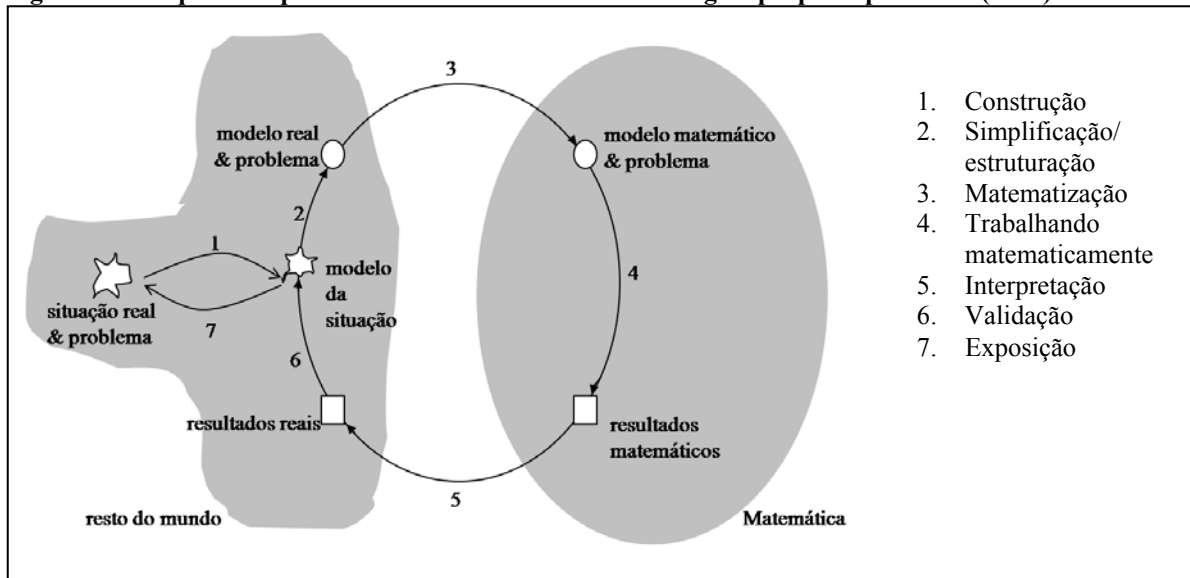 3
modelo real
& problema
modelo matemático
& problema
2
1
modelo
da
situação
4
situação real
& problema
7
6
resultados reais
resultados
matemáticos
5
resto do mundo
Matemática
1. Construção
2. Simplificação/
estruturação
3. Matematização
4. Trabalhando
matematicamente
5. Interpretação
6. Validação
7. Exposição